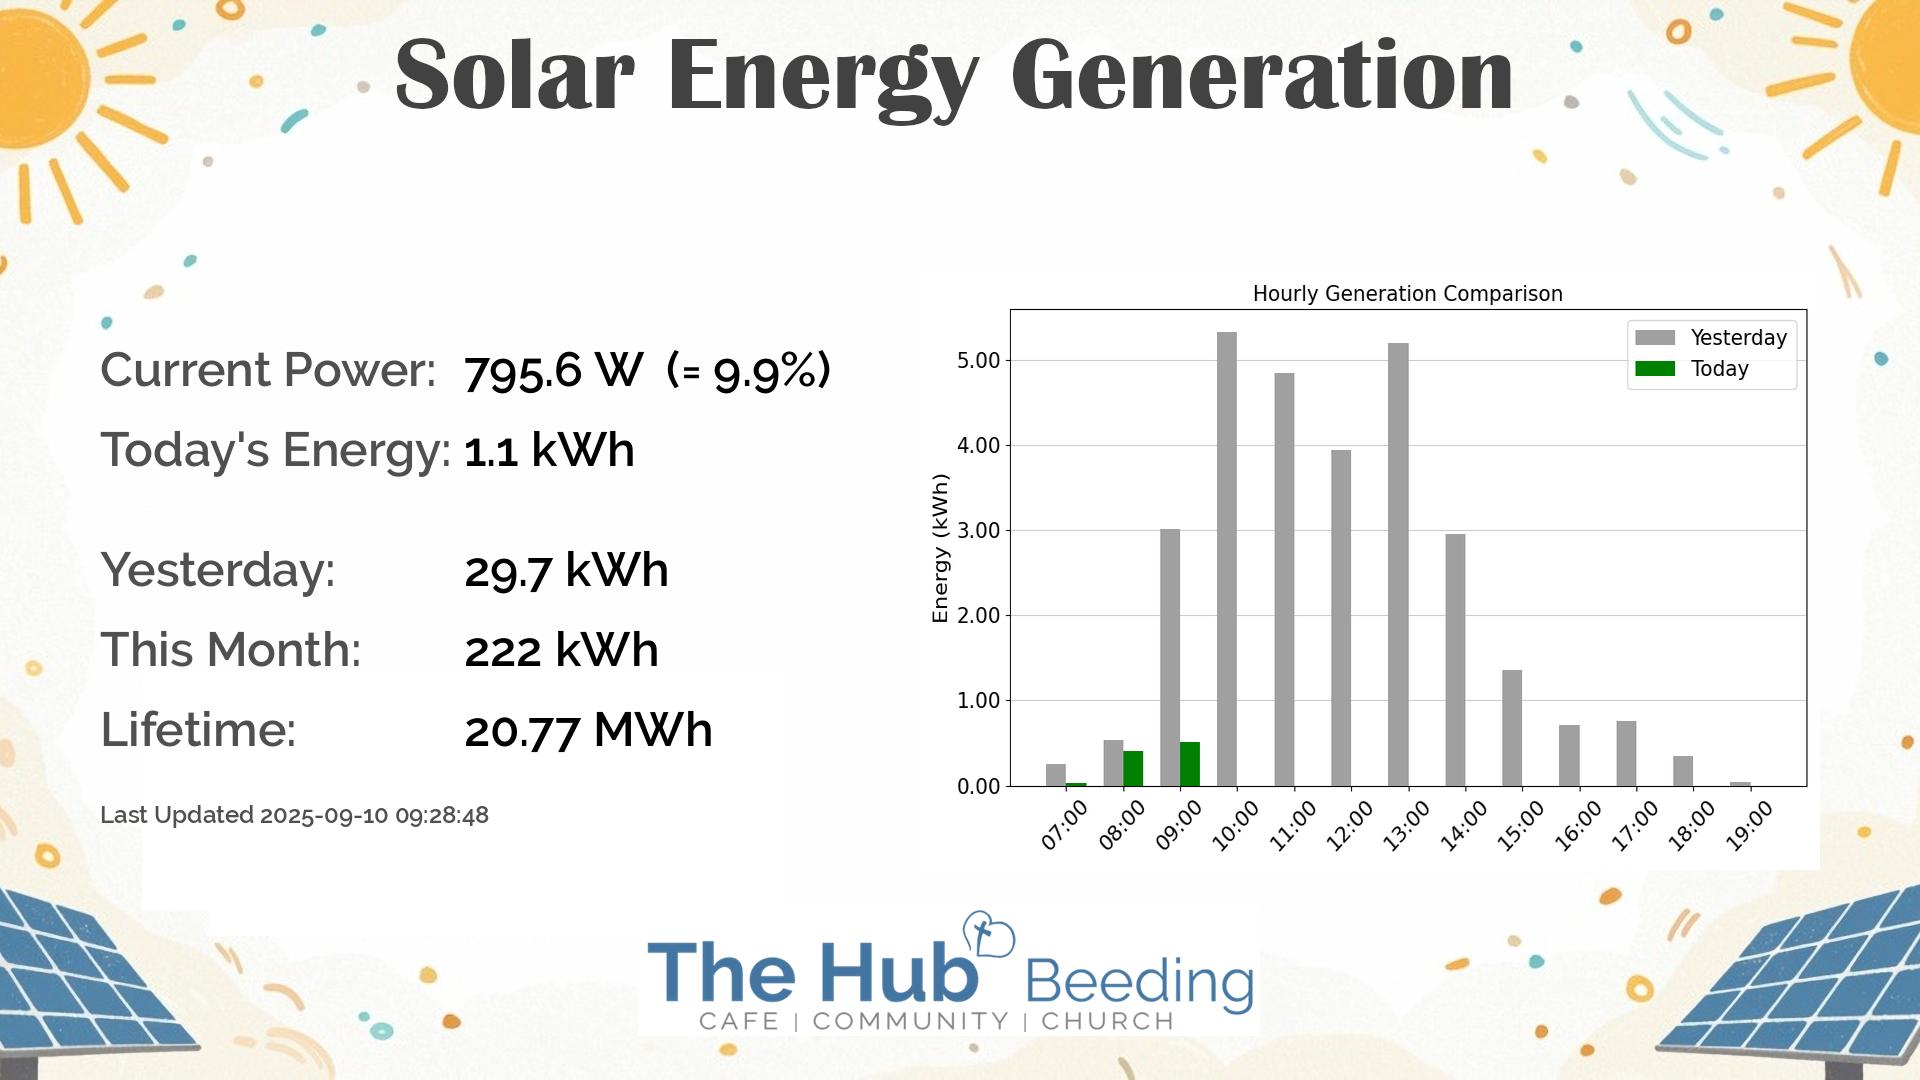 Solar Energy Generation
Current Power: 795.6 W (= 9.9%)
Today's Energy: 1.1 kWh
Yesterday: 29.7 kWh
This Month: 222 kWh
Lifetime: 20.77 MWh
Last Updated 2025-09-10 09:28:48
Hourly Generation Comparison
Yesterday
Today
Energy (kWh)
5.00
4.00
3.00
2.00
1.00
0.00
07:00 08:00 09:00 10:00 11:00 12:00 13:00 14:00 15:00 16:00 17:00 18:00 19:00
The Hub Beeding
CAFE | COMMUNITY | CHURCH